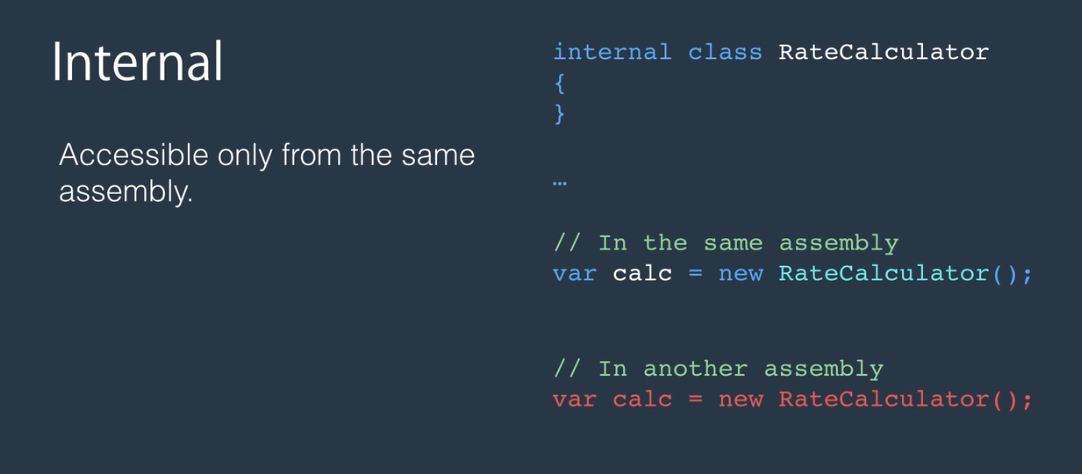 Internal
Accessible only from the same
assembly.
internal class RateCalculator
{
}
…
// In the same assembly
var calc = new RateCalculator();
// In another assembly
var calc = new RateCalculator();